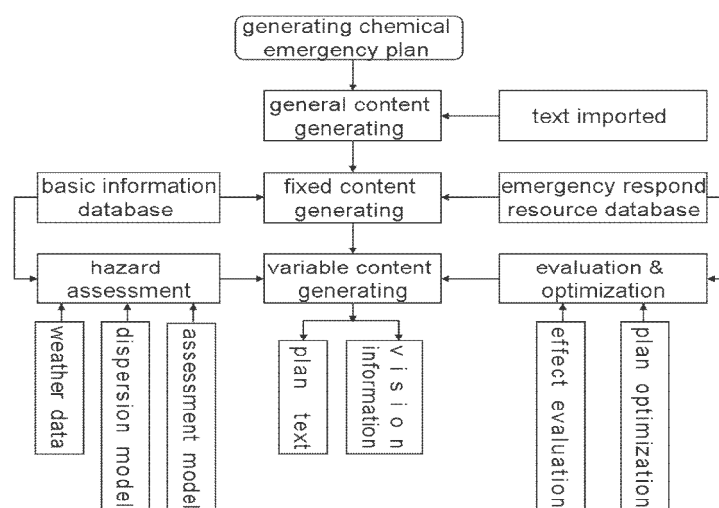 generating chemical
emergency plan
general content
generating
text imported
basic information
database
fixed content
generating
emergency respond
resource database
hazard
assessment
variable content
generating
evaluation &
optimization
weather data
dispersion model
assessment model
plan text
vision
information
effect evaluation
plan optimization